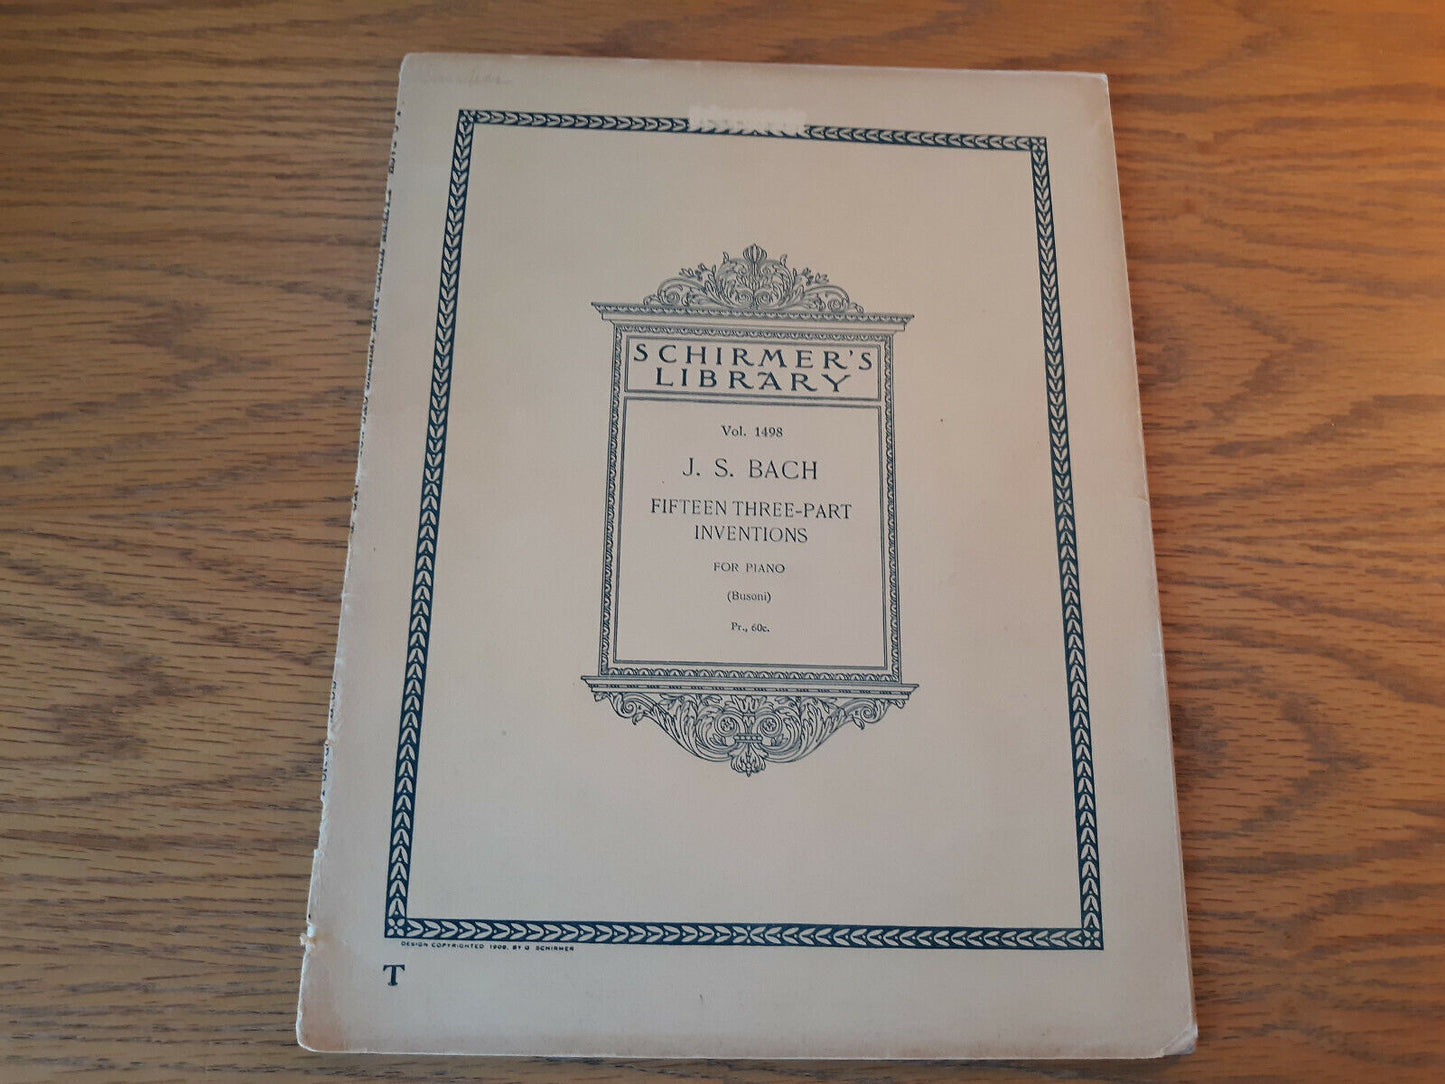 SCHIRMER'S
LIBRARY
Vol. 1498
J. S. BACH
FIFTEEN THREE-PART
INVENTIONS
FOR PIANO
(Busoni)
Pr., 60c.
DESIGN COPYRIGHTED 1909, BY G SCHIRMER
T